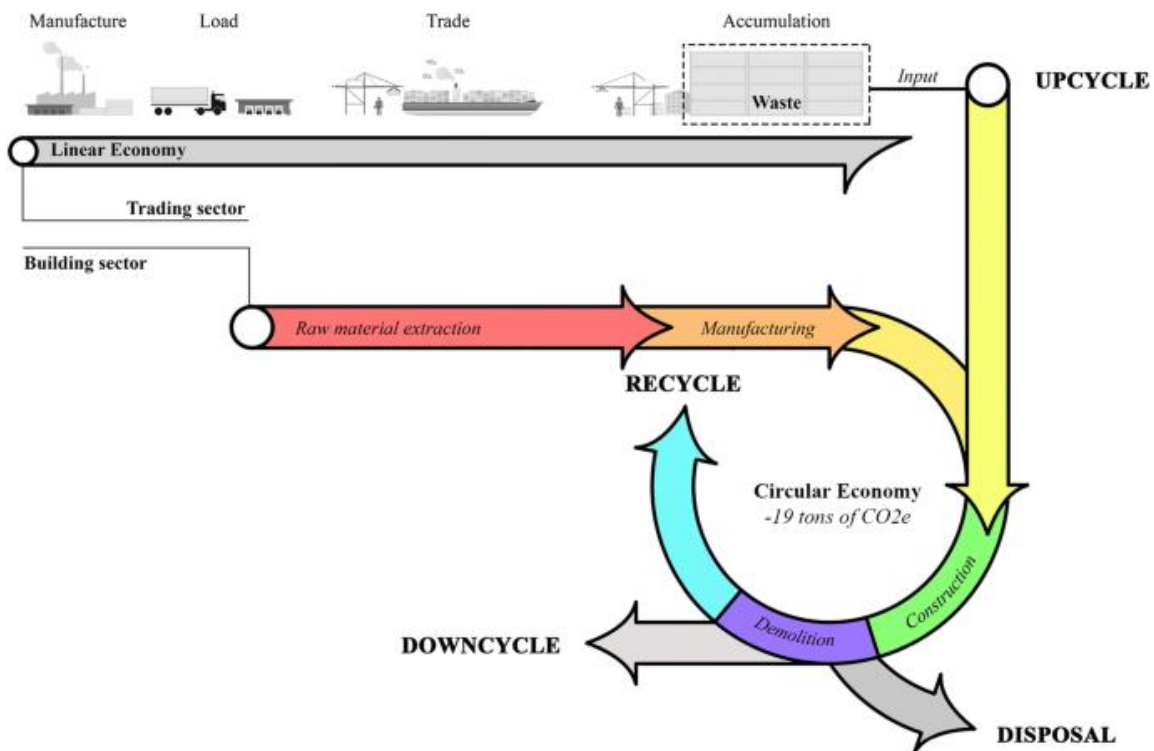 Manufacture
Load
Trade
Accumulation
Waste
Input
UPCYCLE
Linear Economy
Trading sector
Building sector
Raw material extraction
Manufacturing
RECYCLE
Circular Economy
-19 tons of CO2e
Construction
Demolition
DOWNCYCLE
DISPOSAL